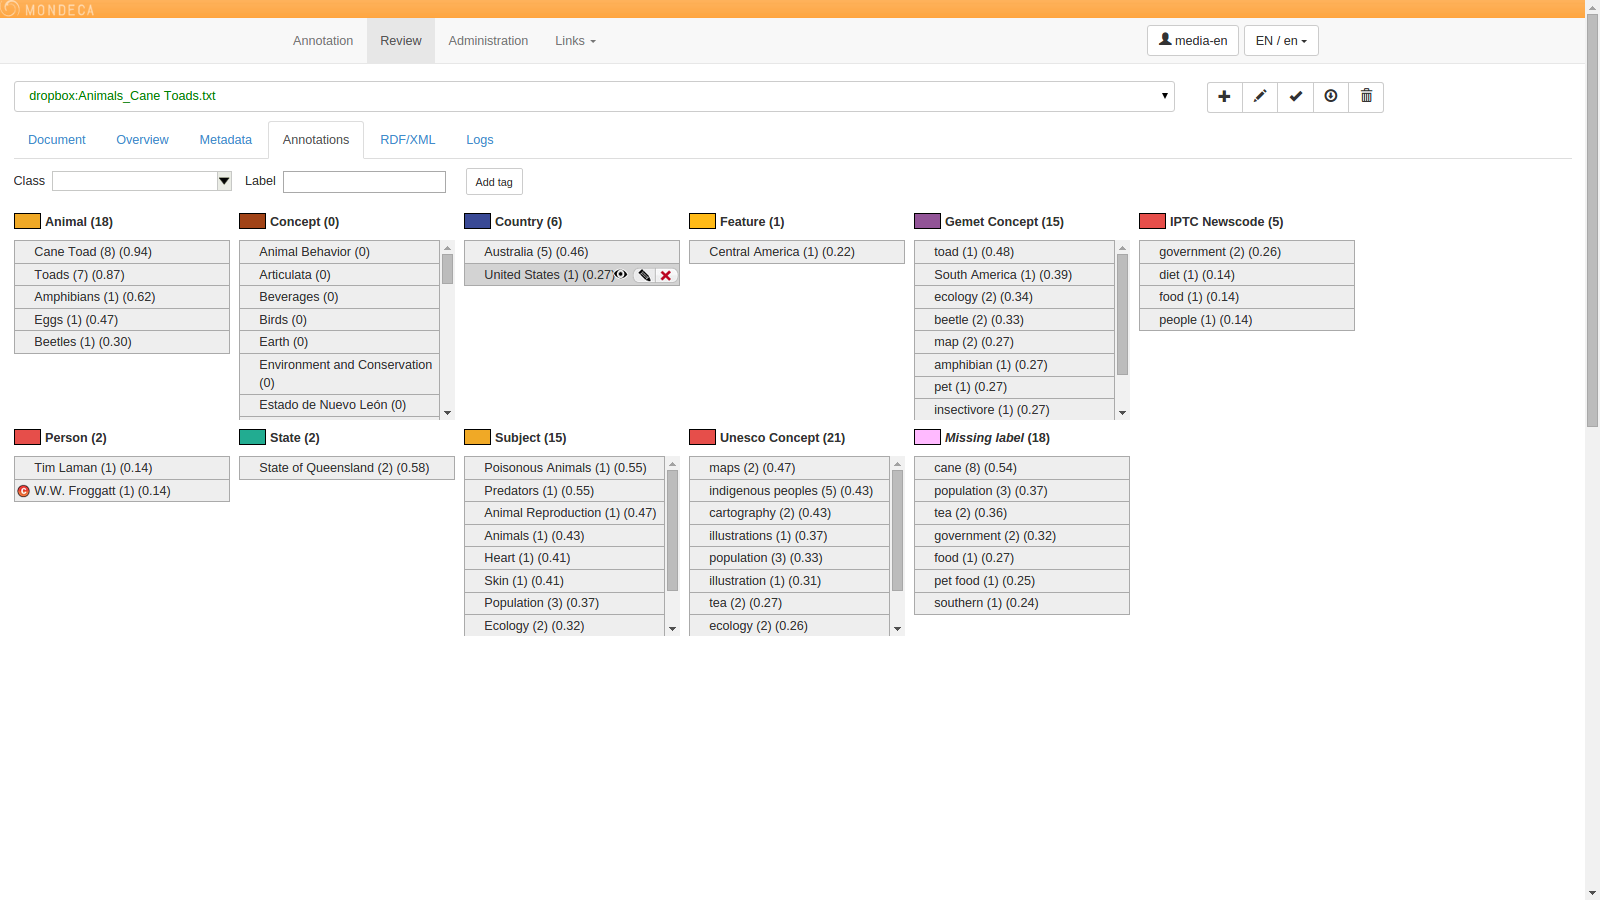 MONDECA
Annotation Review Administration Links media-en EN / en
dropbox:Animals_Cane Toads.txt
Document Overview Metadata Annotations RDF/XML Logs
Class Label Add tag
Animal (18)
Cane Toad (8) (0.94)
Toads (7) (0.87)
Amphibians (1) (0.62)
Eggs (1) (0.47)
Beetles (1) (0.30)
Concept (0)
Animal Behavior (0)
Articulata (0)
Beverages (0)
Birds (0)
Earth (0)
Environment and Conservation
(0)
Estado de Nuevo León (0)
Country (6)
Australia (5) (0.46)
United States (1) (0.27)
Feature (1)
Central America (1) (0.22)
Gemet Concept (15)
toad (1) (0.48)
South America (1) (0.39)
ecology (2) (0.34)
beetle (2) (0.33)
map (2) (0.27)
amphibian (1) (0.27)
pet (1) (0.27)
insectivore (1) (0.27)
IPTC Newscode (5)
government (2) (0.26)
diet (1) (0.14)
food (1) (0.14)
people (1) (0.14)
Person (2)
Tim Laman (1) (0.14)
C W.W. Froggatt (1) (0.14)
State (2)
State of Queensland (2) (0.58)
Subject (15)
Poisonous Animals (1) (0.55)
Predators (1) (0.55)
Animal Reproduction (1) (0.47)
Animals (1) (0.43)
Heart (1) (0.41)
Skin (1) (0.41)
Population (3) (0.37)
Ecology (2) (0.32)
Unesco Concept (21)
maps (2) (0.47)
indigenous peoples (5) (0.43)
cartography (2) (0.43)
illustrations (1) (0.37)
population (3) (0.33)
illustration (1) (0.31)
tea (2) (0.27)
ecology (2) (0.26)
Missing label (18)
cane (8) (0.54)
population (3) (0.37)
tea (2) (0.36)
government (2) (0.32)
food (1) (0.27)
pet food (1) (0.25)
southern (1) (0.24)